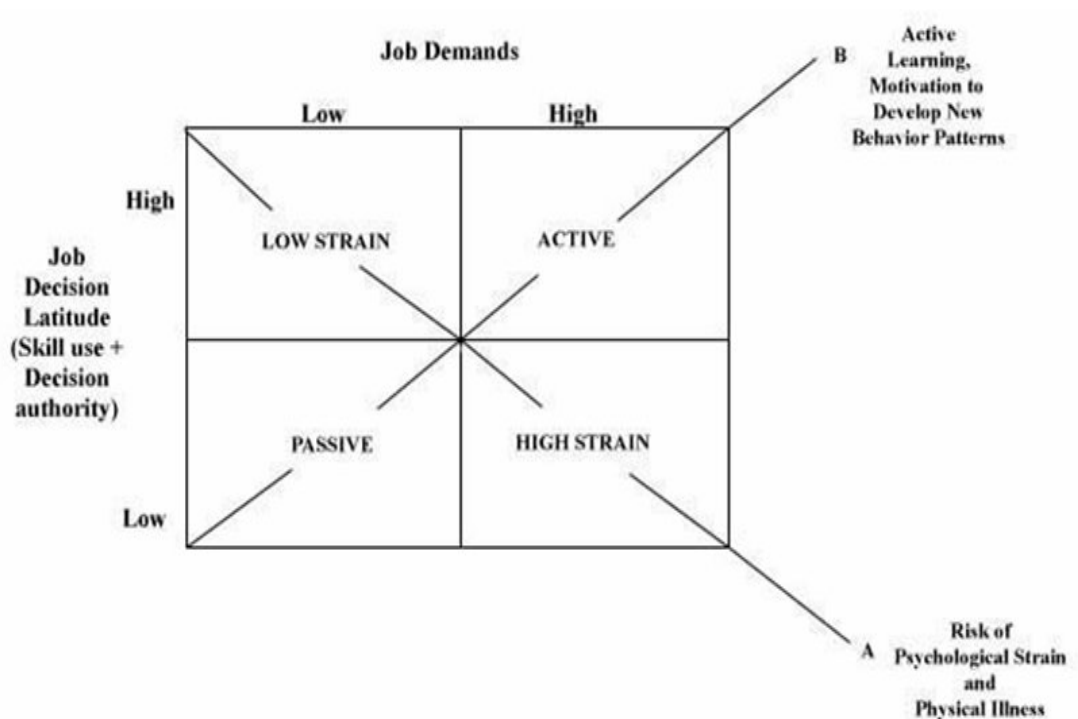 Job Demands
Low
High
B
Active
Learning,
Motivation to
Develop New
Behavior Patterns
High
LOW STRAIN
ACTIVE
Job
Decision
Latitude
(Skill use +
Decision
authority)
PASSIVE
HIGH STRAIN
Low
A
Risk of
Psychological Strain
and
Physical Illness